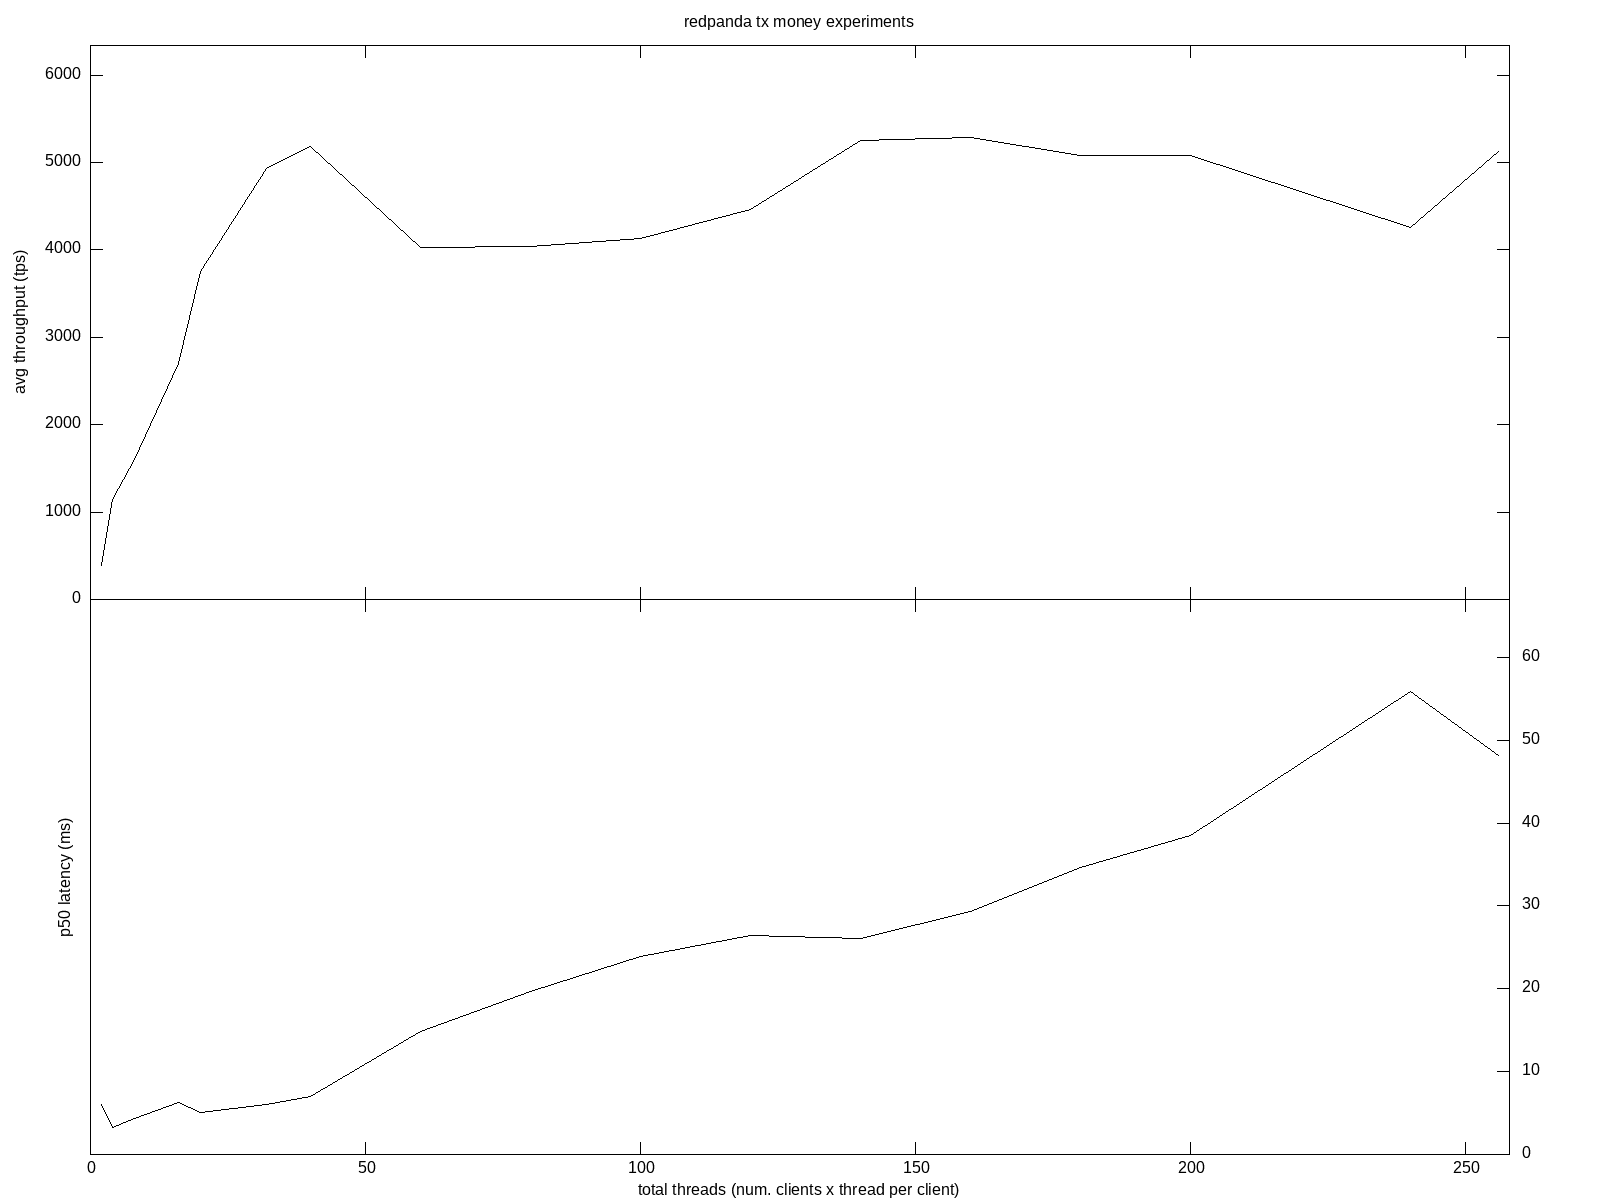 redpanda tx money experiments
6000
5000
4000
3000
2000
1000
0
avg throughput (tps)
60
50
40
30
20
10
0
p50 latency (ms)
0 50 100 150 200 250
total threads (num. clients x thread per client)